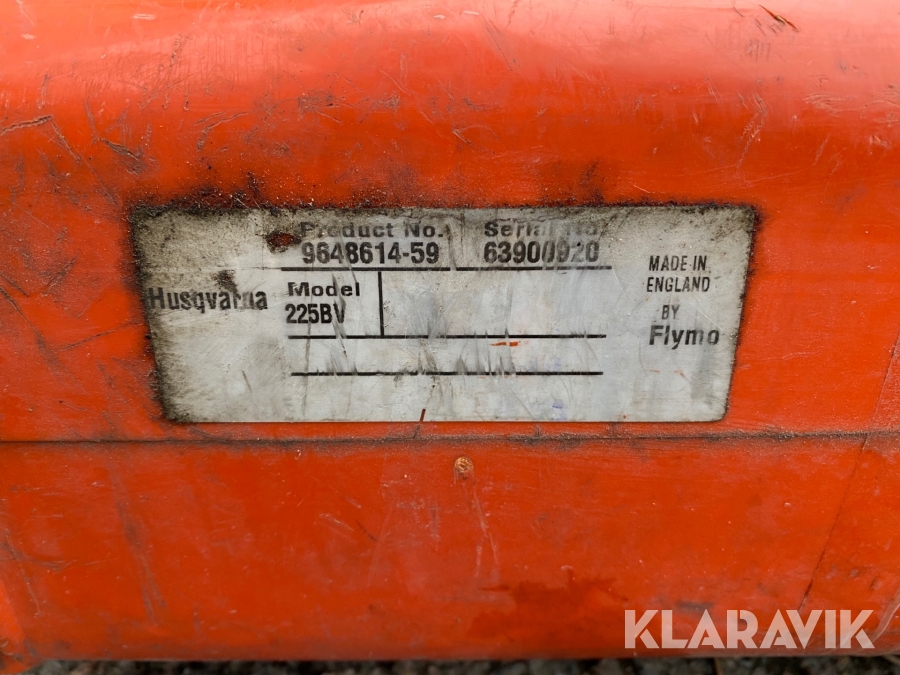 Product No. Serial No
9648614-59 63900920
Husqvarna
Model
225BV
MADE IN
ENGLAND
BY
Flymo
KLARAVIK